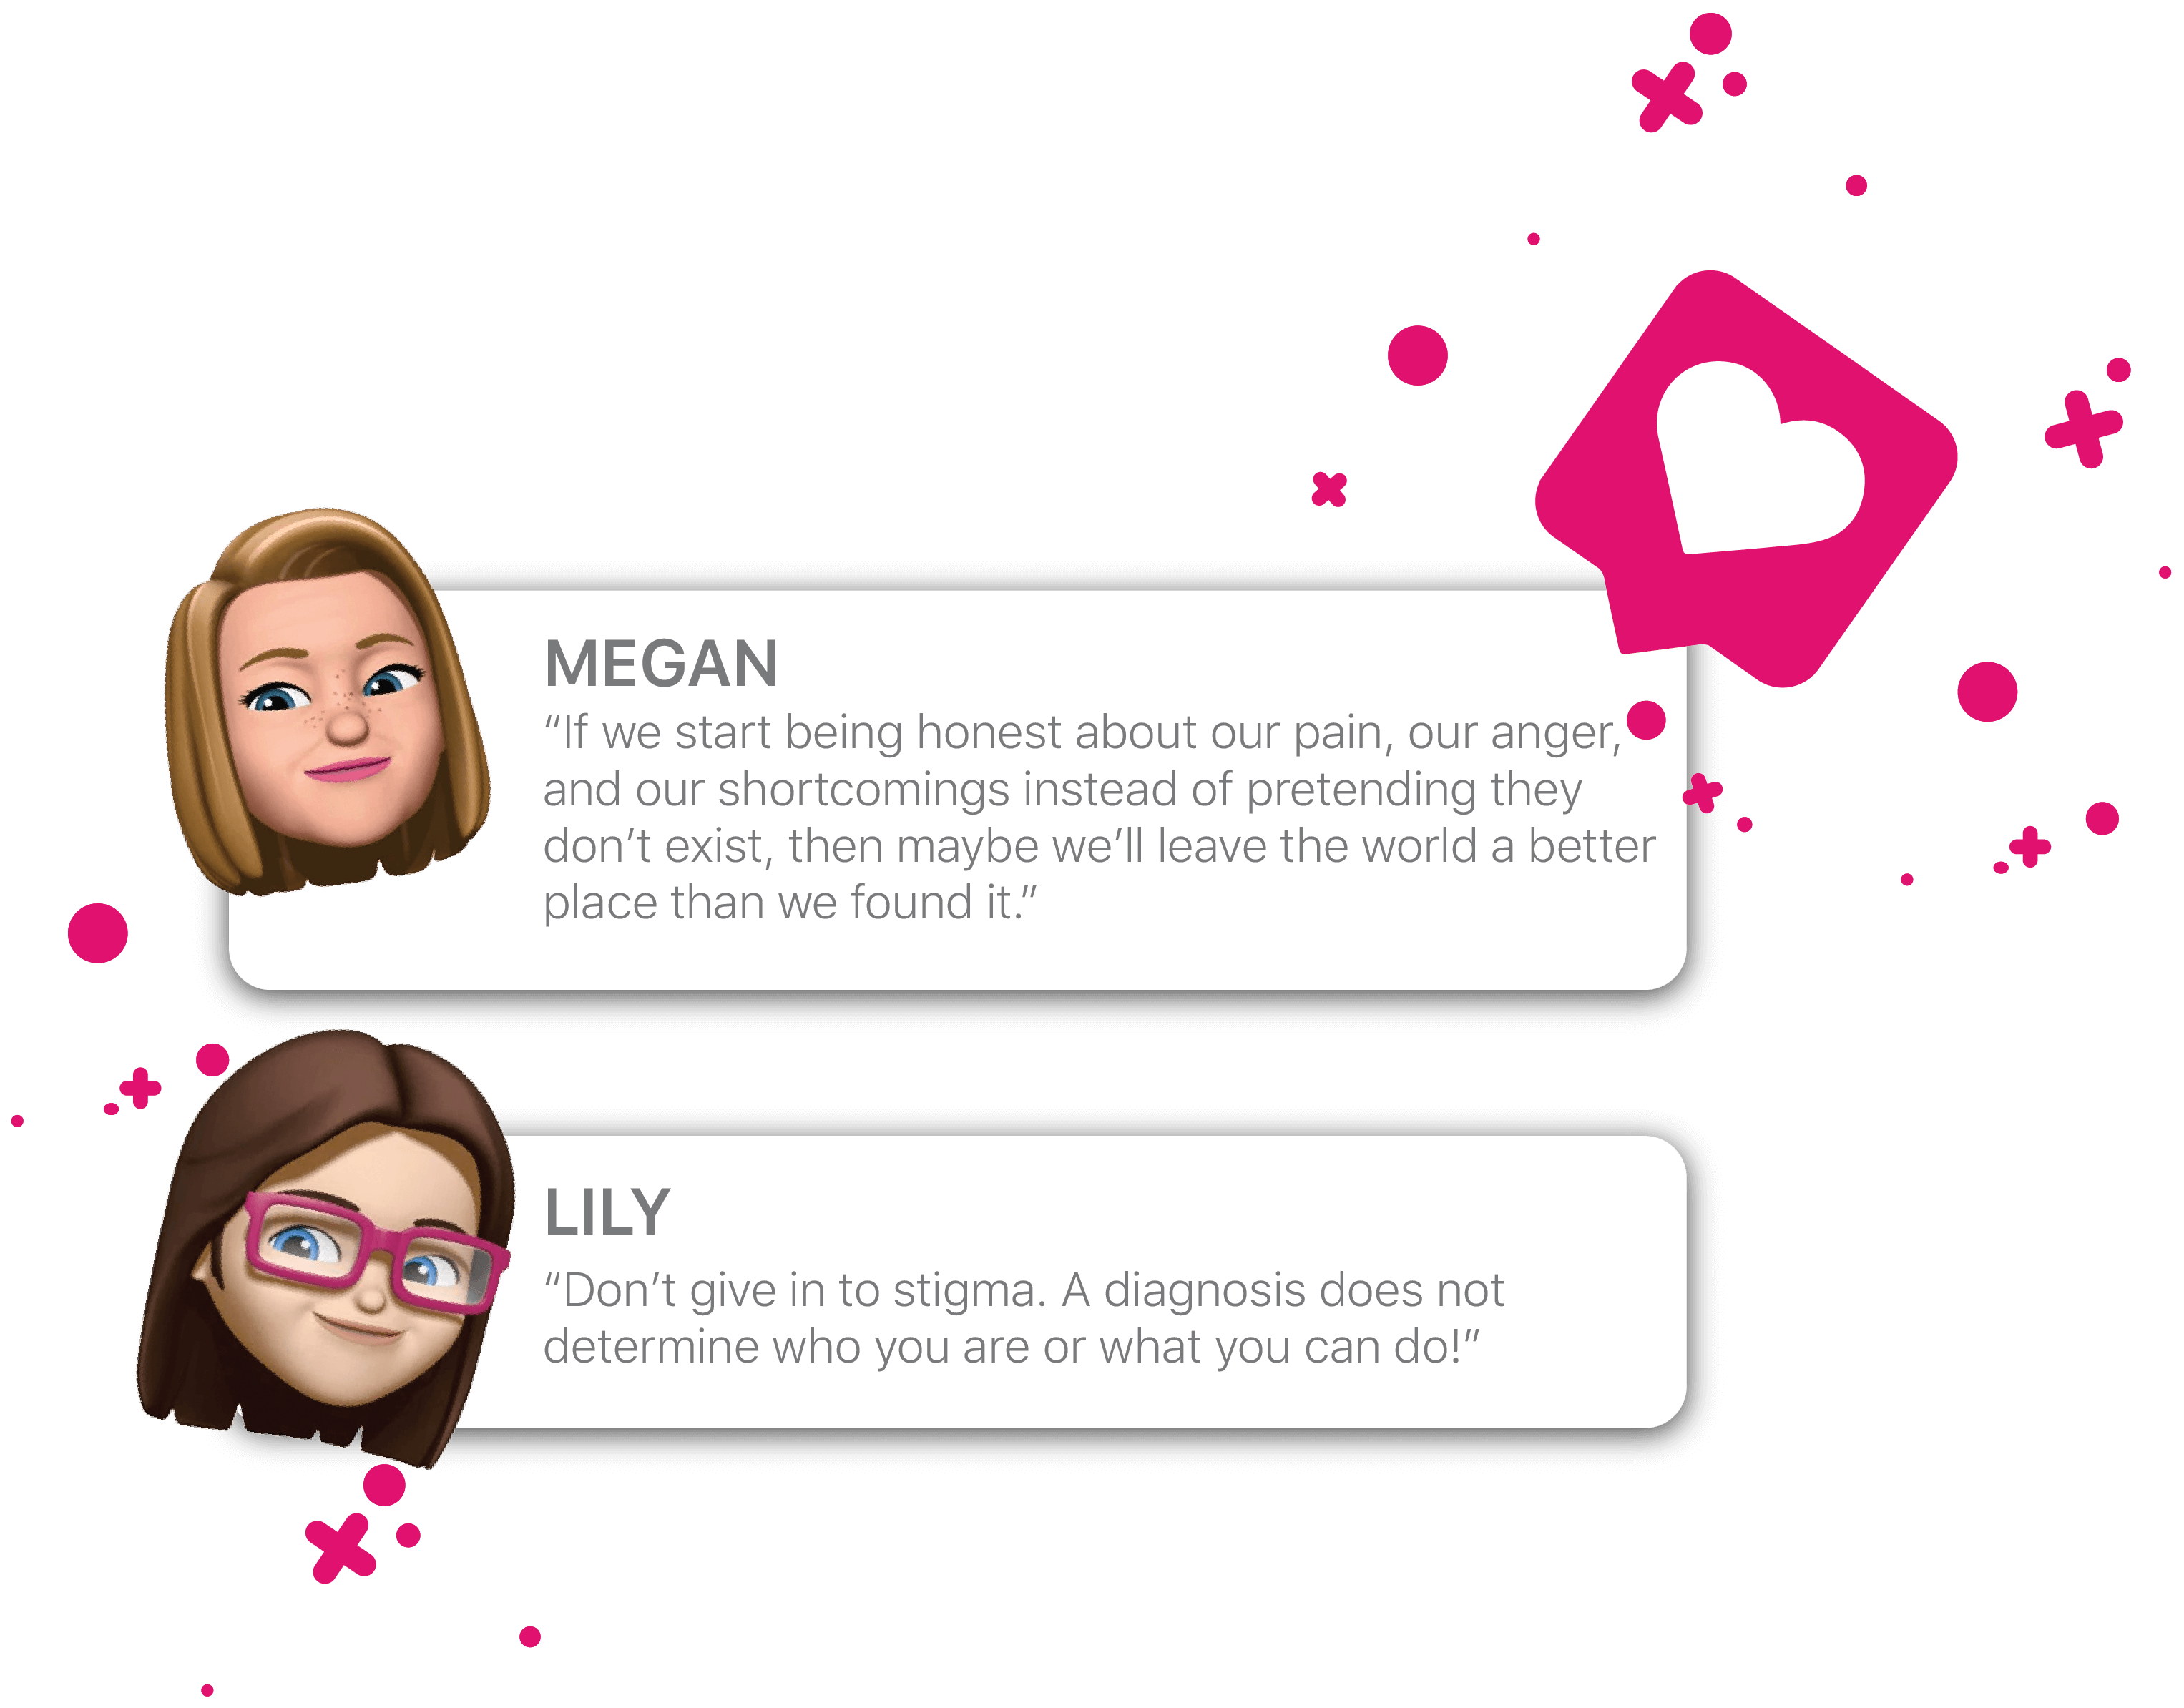 MEGAN
“If we start being honest about our pain, our anger,
and our shortcomings instead of pretending they
don’t exist, then maybe we’ll leave the world a better
place than we found it.”
LILY
“Don’t give in to stigma. A diagnosis does not
determine who you are or what you can do!”